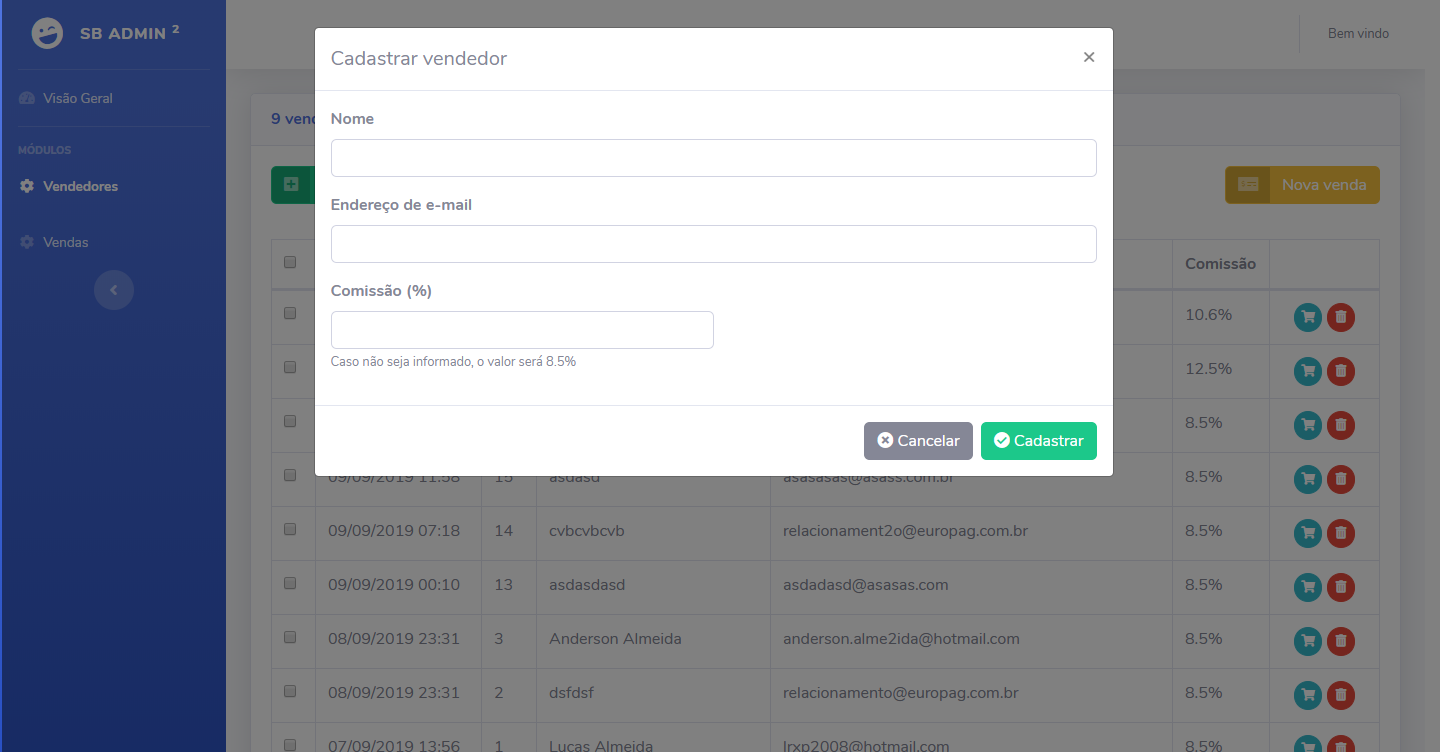 SB ADMIN 2
Bem vindo
Cadastrar vendedor ×
Visão Geral
Nome
9 vend
MÓDULOS
Vendedores
Nova venda
Endereço de e-mail
Vendas
Comissão (%)
Comissão
10.6%
Caso não seja informado, o valor será 8.5%
12.5%
8.5%
Cancelar Cadastrar
09/09/2019 11:58 15 asdasd asasasas@asass.com.br 8.5%
09/09/2019 07:18 14 cvbcvbcvb relacionament2o@europag.com.br 8.5%
09/09/2019 00:10 13 asdasdasd asdadasd@asasas.com 8.5%
08/09/2019 23:31 3 Anderson Almeida anderson.alme2ida@hotmail.com 8.5%
08/09/2019 23:31 2 dsfdsf relacionamento@europag.com.br 8.5%
07/09/2019 13:56 1 Lucas Almeida lrxp2008@hotmail.com 8.5%